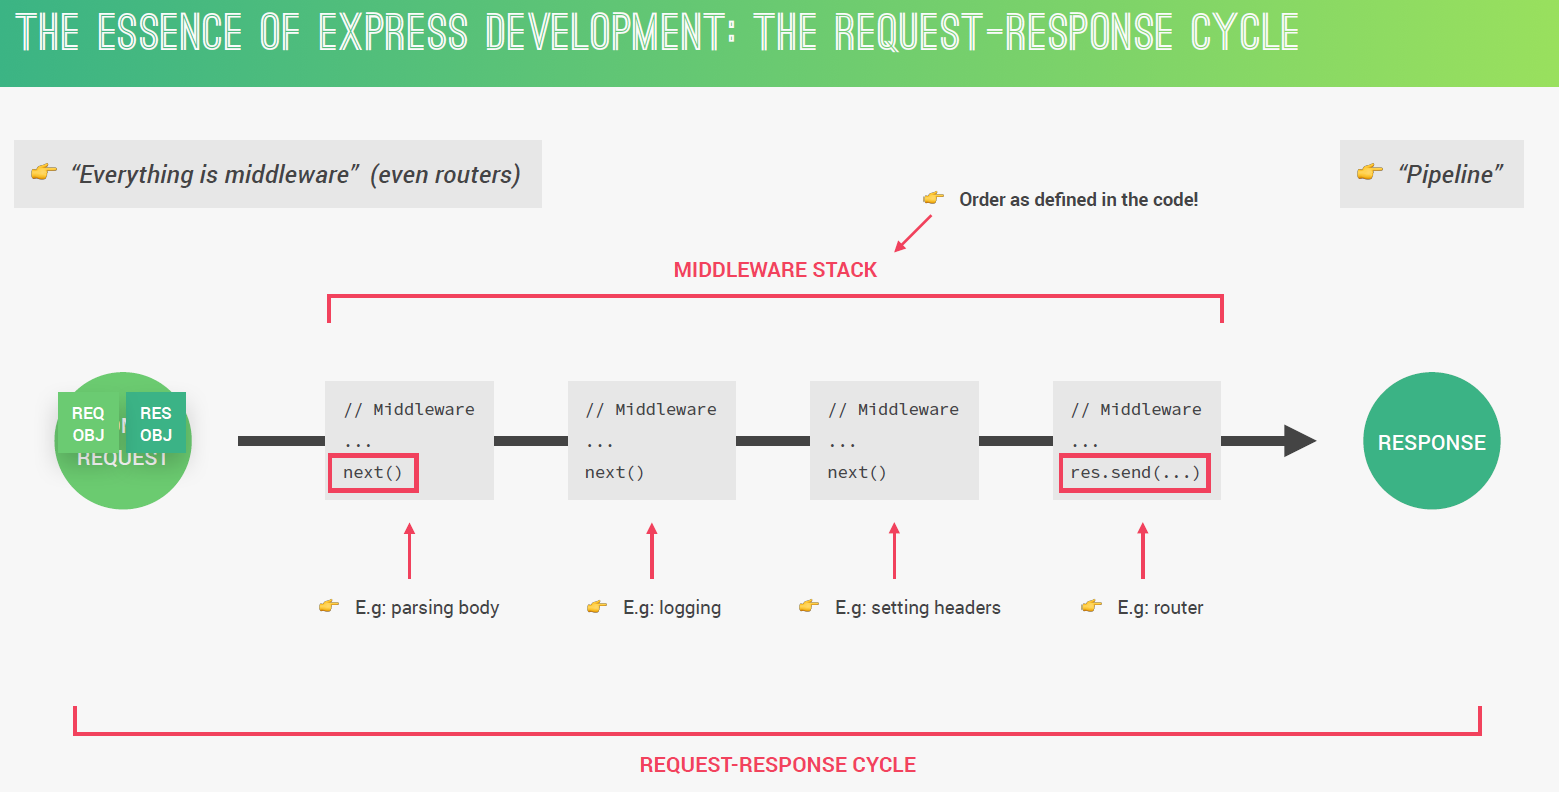 THE ESSENCE OF EXPRESS DEVELOPMENT: THE REQUEST-RESPONSE CYCLE
“Everything is middleware” (even routers)
“Pipeline”
Order as defined in the code!
MIDDLEWARE STACK
REQ
OBJ
RES
OBJ
REQUEST
// Middleware
...
next()
// Middleware
...
next()
// Middleware
...
next()
// Middleware
...
res.send(...)
RESPONSE
E.g: parsing body
E.g: logging
E.g: setting headers
E.g: router
REQUEST-RESPONSE CYCLE